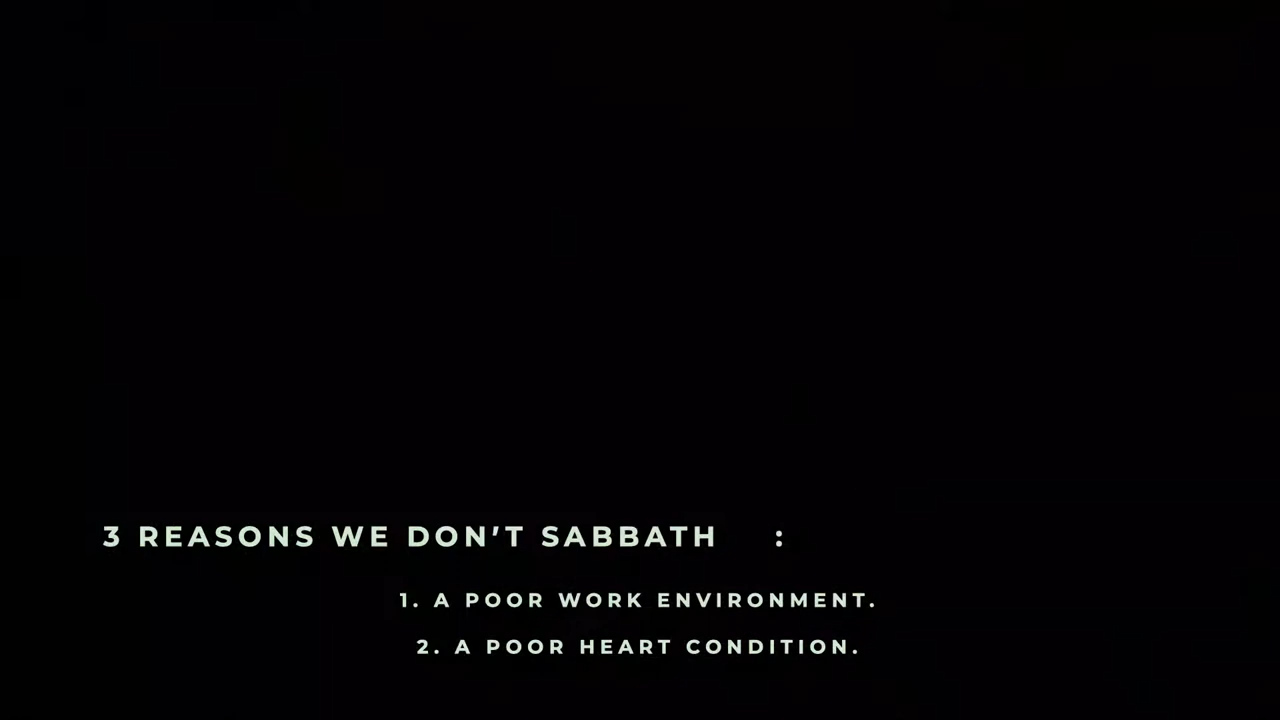 3 REASONS WE DON'T SABBATH :
1. A POOR WORK ENVIRONMENT.
2. A POOR HEART CONDITION.